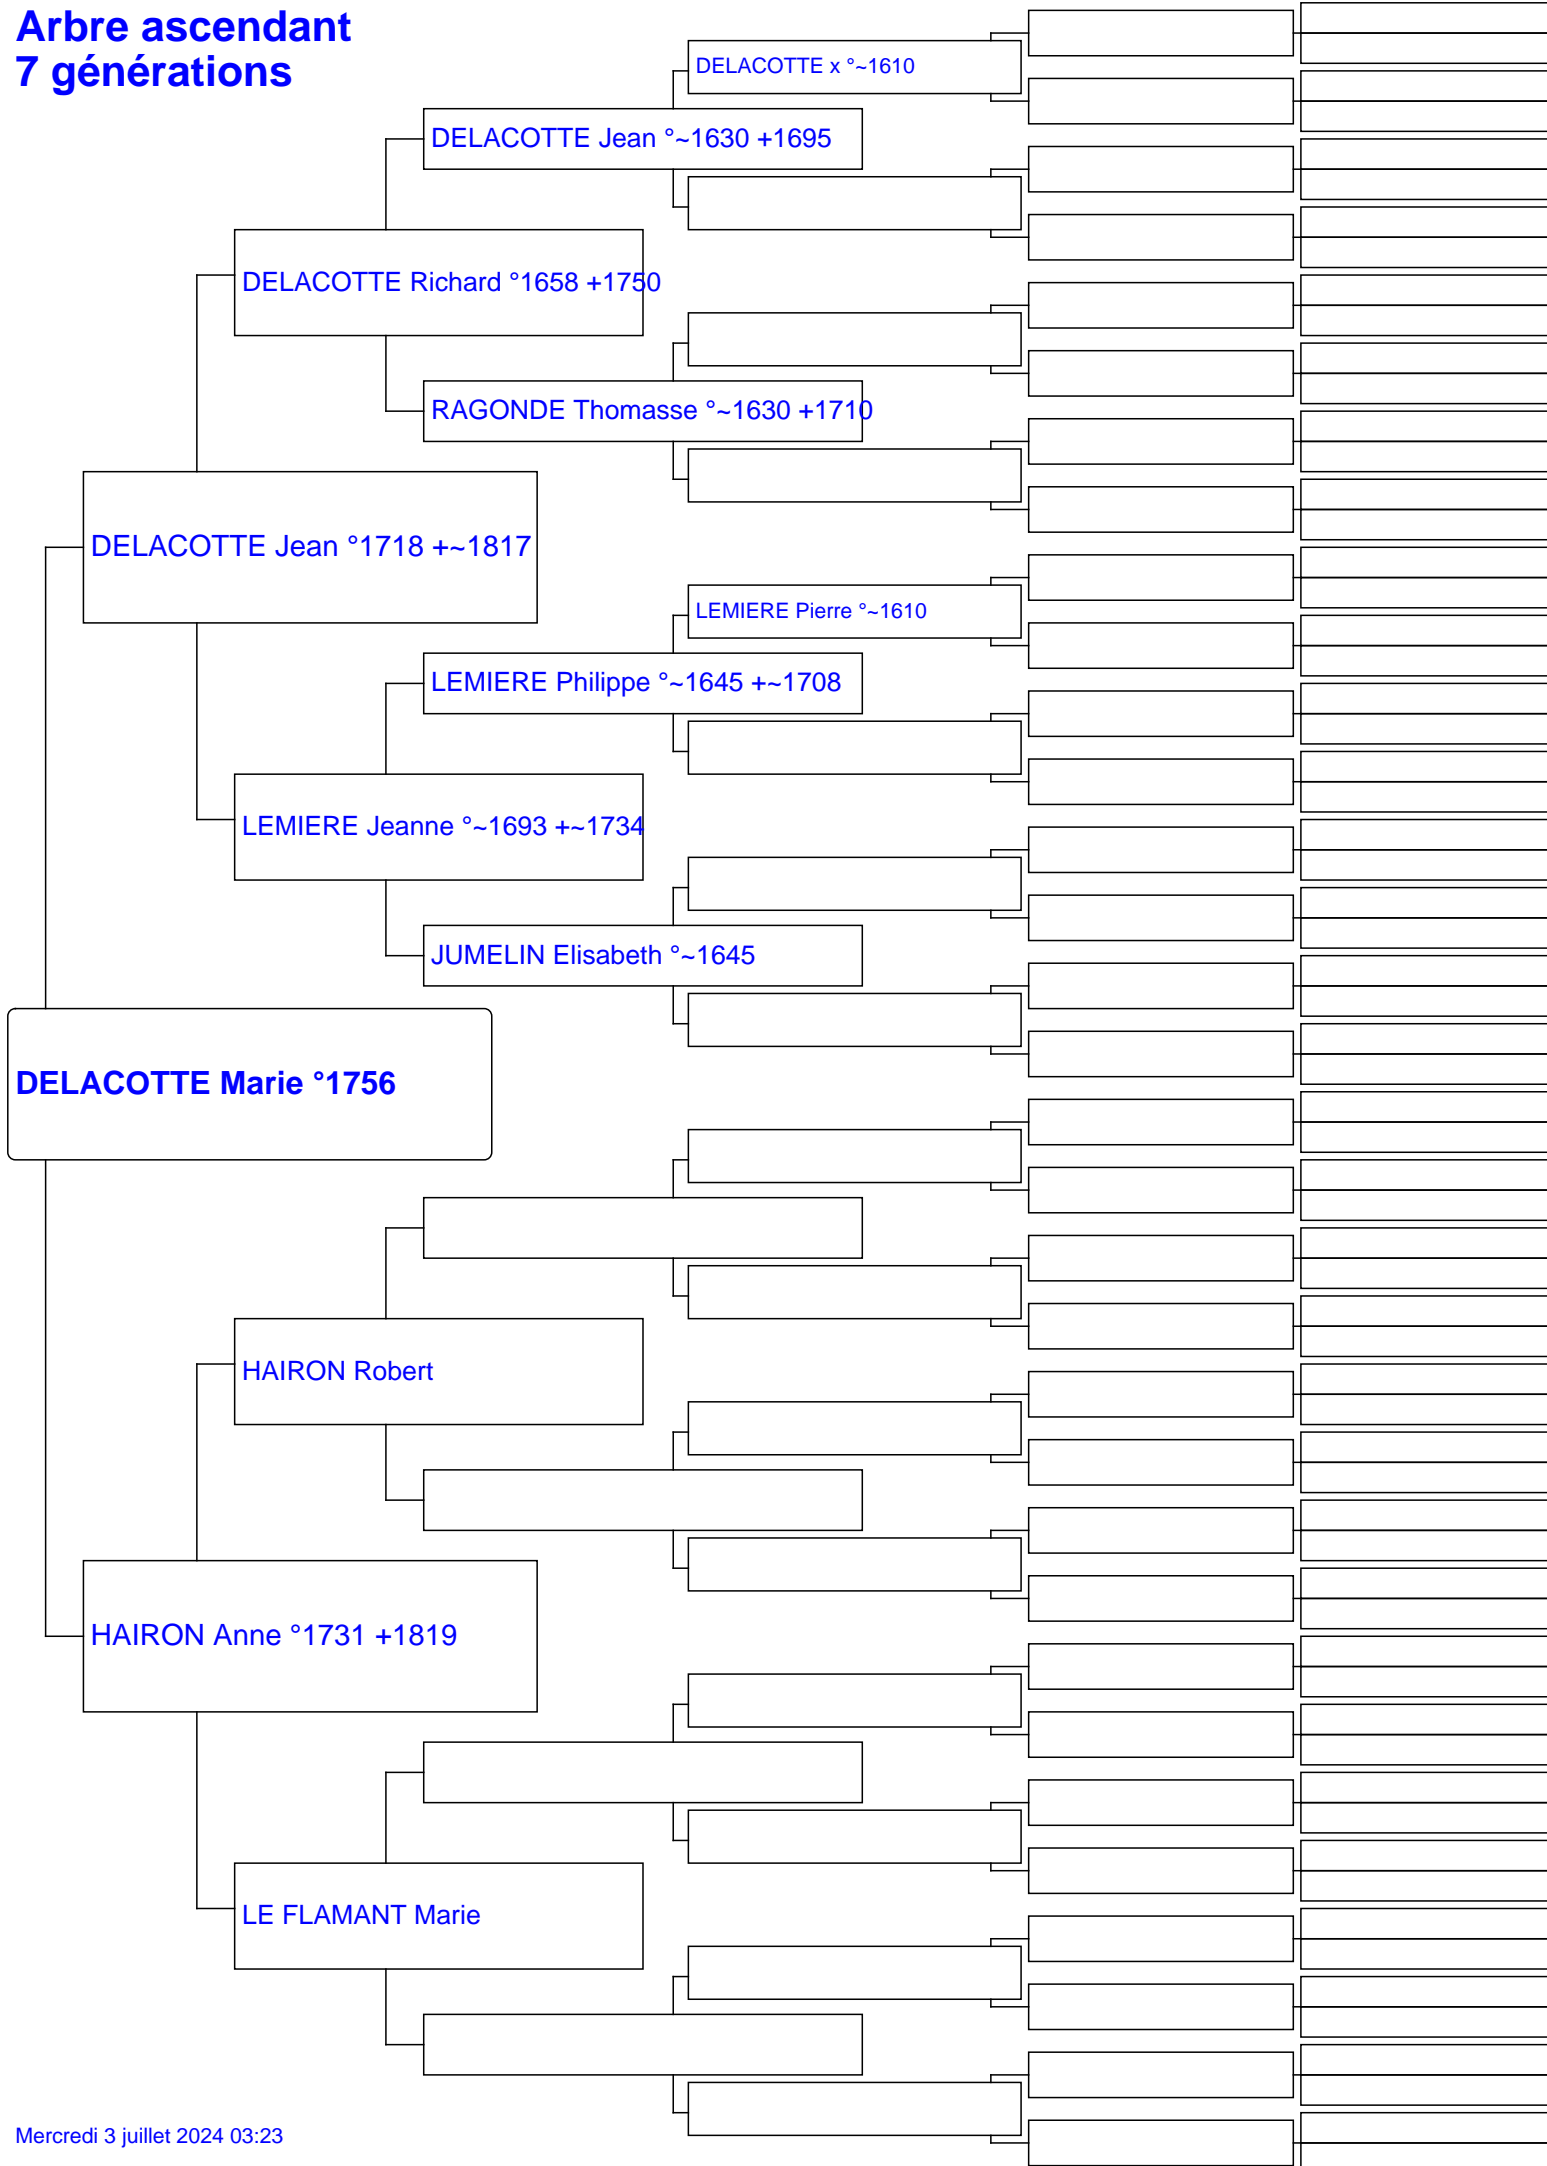 Arbre ascendant
7 générations
DELACOTTE x °~1610
DELACOTTE Jean °~1630 +1695
DELACOTTE Richard °1658 +1750
RAGONDE Thomasse °~1630 +1710
DELACOTTE Jean °1718 +~1817
LEMIERE Pierre °~1610
LEMIERE Philippe °~1645 +~1708
LEMIERE Jeanne °~1693 +~1734
JUMELIN Elisabeth °~1645
DELACOTTE Marie °1756
HAIRON Robert
HAIRON Anne °1731 +1819
LE FLAMANT Marie
Mercredi 3 juillet 2024 03:23